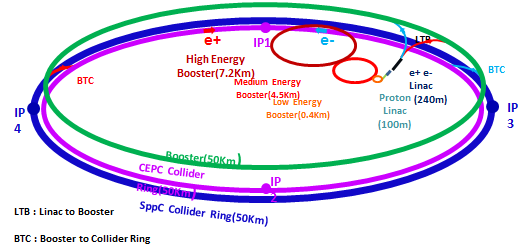 e+
e-
IP1
LTB
High Energy
Booster(7.2Km)
BTC
BTC
Medium Energy
Booster(4.5Km)
e+ e-
Linac
(240m)
Low Energy
Booster(0.4Km)
Proton
Linac
(100m)
IP
4
IP
3
Booster(50Km)
CEPC Collider
Ring(50Km)
IP
2
SppC Collider Ring(50Km)
LTB : Linac to Booster
BTC : Booster to Collider Ring